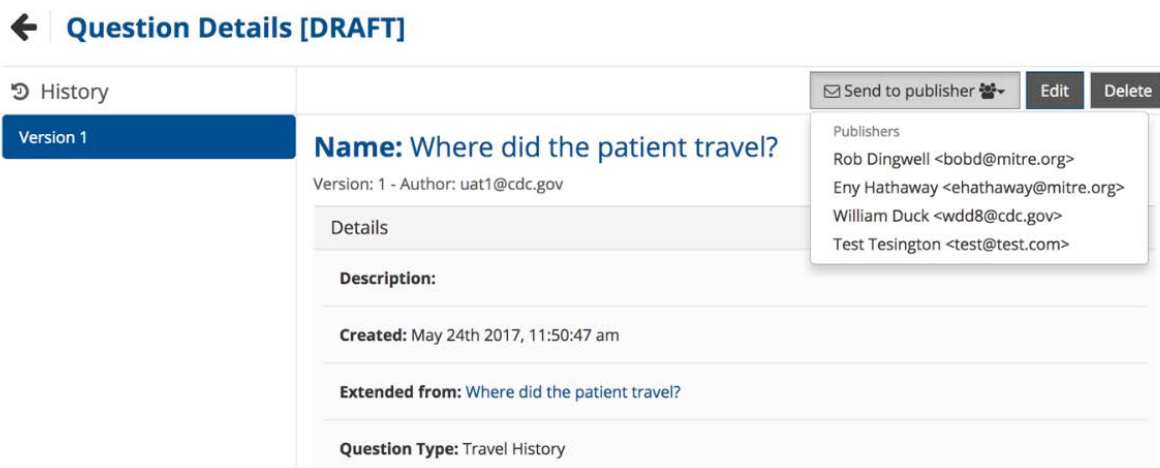 Question Details [DRAFT]
History
Send to publisher
Edit
Delete
Version 1
Publishers
Rob Dingwell <bobd@mitre.org>
Eny Hathaway <ehathaway@mitre.org>
William Duck <wdd8@cdc.gov>
Test Tesington <test@test.com>
Name: Where did the patient travel?
Version: 1 - Author: uat1@cdc.gov
Details
Description:
Created: May 24th 2017, 11:50:47 am
Extended from: Where did the patient travel?
Question Type: Travel History